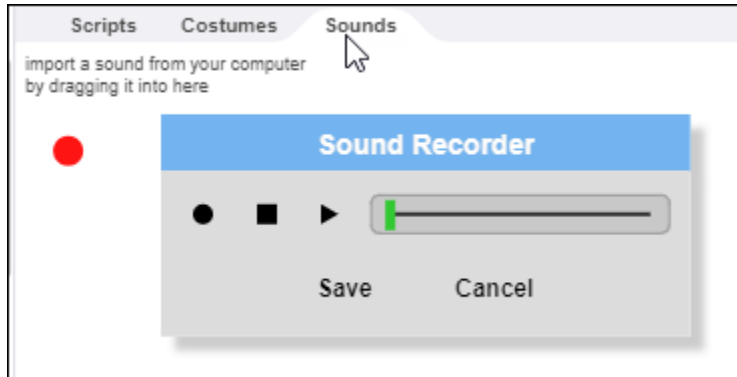 Scripts Costumes Sounds
import a sound from your computer
by dragging it into here
Sound Recorder
Save Cancel